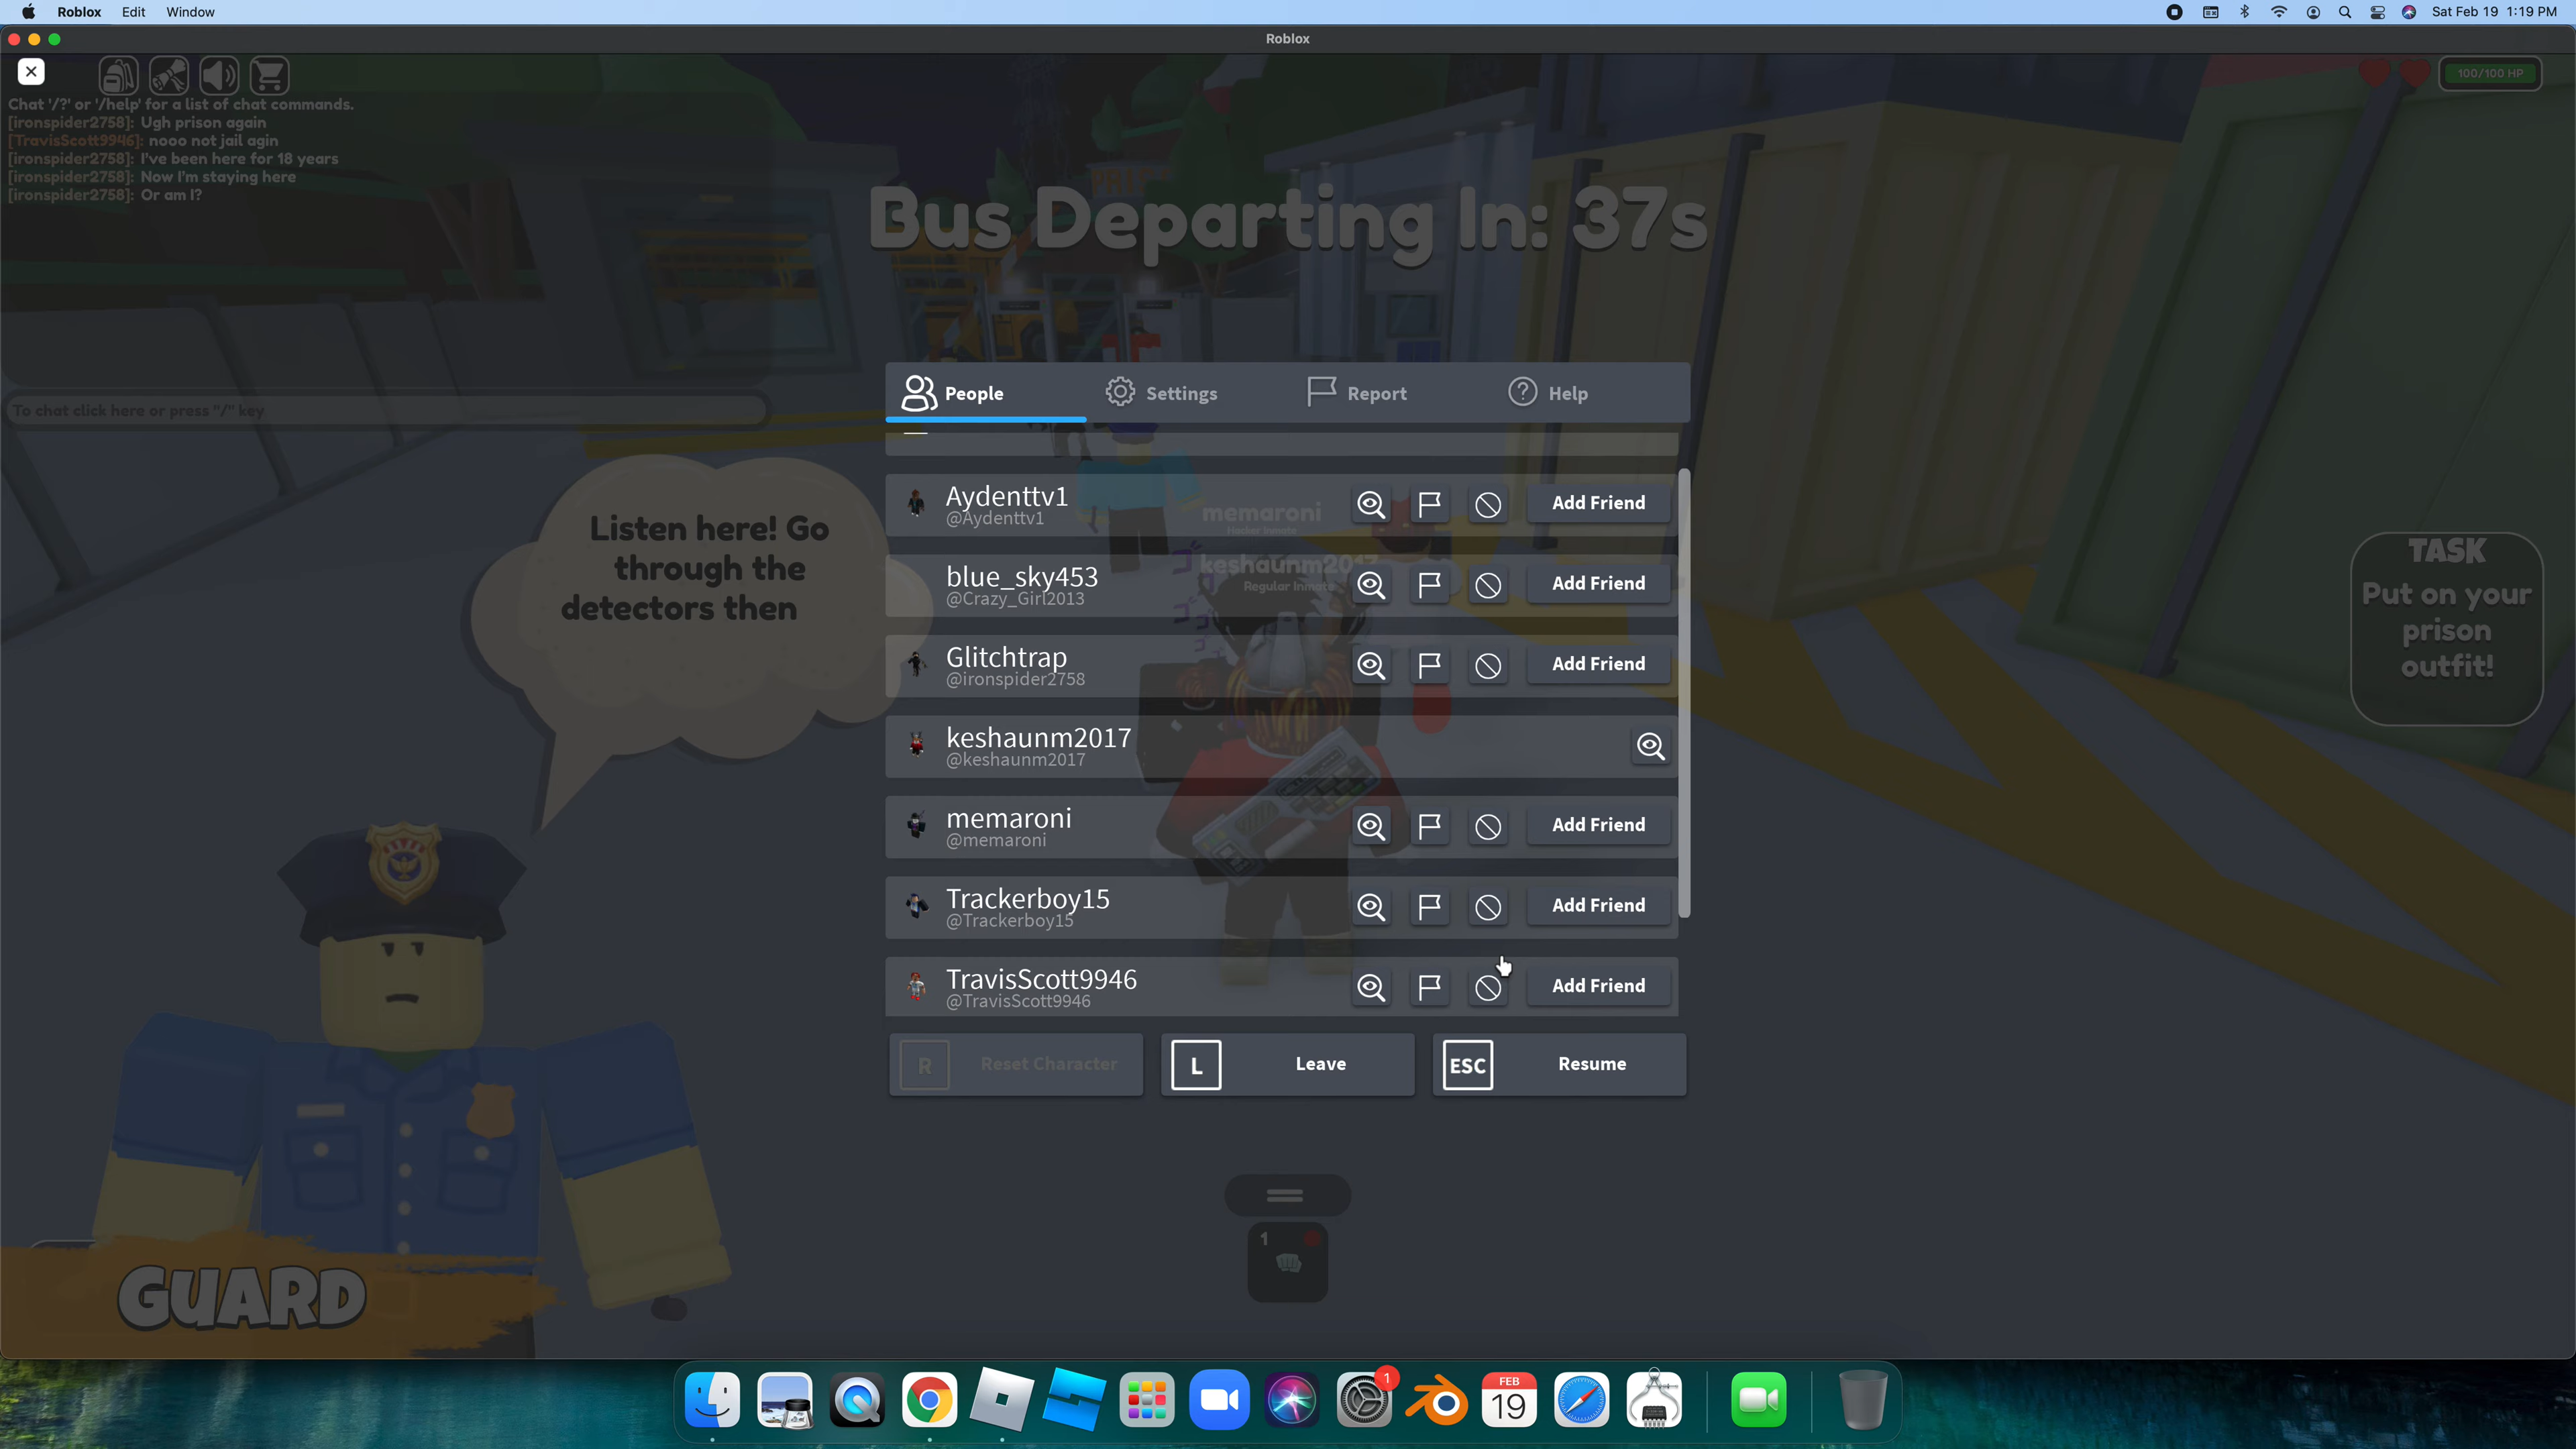 Roblox Edit Window Sat Feb 19 1:19 PM
Roblox
100/100 HP
Chat '/?' or '/help' for a list of chat commands.
[ironspider2758]: Ugh prison again
[TravisScott9946]: nooo not jail agin
[ironspider2758]: I've been here for 18 years
[ironspider2758]: Now I'm staying here
[ironspider2758]: Or am I?
Bus Departing In: 37s
To chat click here or press "/" key
People Settings Report Help
Listen here! Go
through the
detectors then
Aydenttv1
@Aydenttv1
Add Friend
memaroni
Hacker Inmate
blue_sky453
@Crazy_Girl2013
Add Friend
keshaunm2017
Regular Inmate
Glitchtrap
@ironspider2758
Add Friend
keshaunm2017
@keshaunm2017
memaroni
@memaroni
Add Friend
Trackerboy15
@Trackerboy15
Add Friend
TravisScott9946
@TravisScott9946
Add Friend
R Reset Character
L Leave
ESC Resume
TASK
Put on your
prison
outfit!
1
GUARD
1
FEB
19